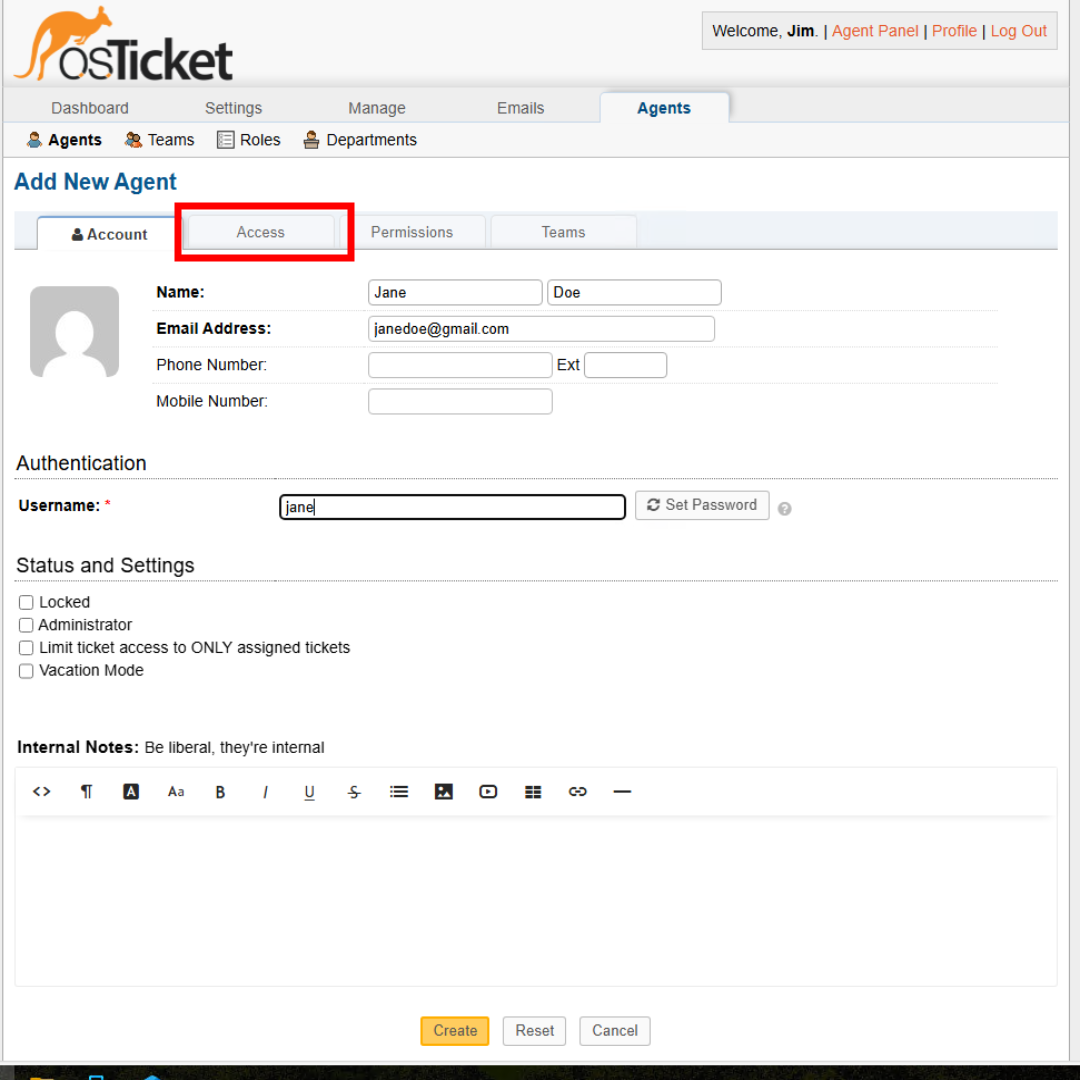 osTicket
Welcome, Jim. | Agent Panel | Profile | Log Out
Dashboard Settings Manage Emails Agents
Agents Teams Roles Departments
Add New Agent
Account Access Permissions Teams
Name: Jane Doe
Email Address: janedoe@gmail.com
Phone Number: Ext
Mobile Number:
Authentication
Username: * jane Set Password ?
Status and Settings
Locked
Administrator
Limit ticket access to ONLY assigned tickets
Vacation Mode
Internal Notes: Be liberal, they're internal
<> ¶ A Aa B I U S
Create Reset Cancel